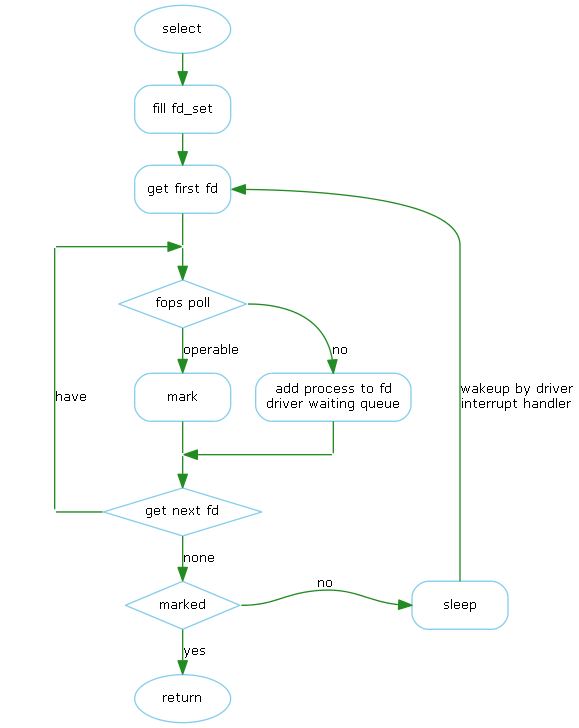 select
fill fd_set
get first fd
fops poll
operable
no
mark
add process to fd
driver waiting queue
have
wakeup by driver
interrupt handler
get next fd
none
marked
no
sleep
yes
return